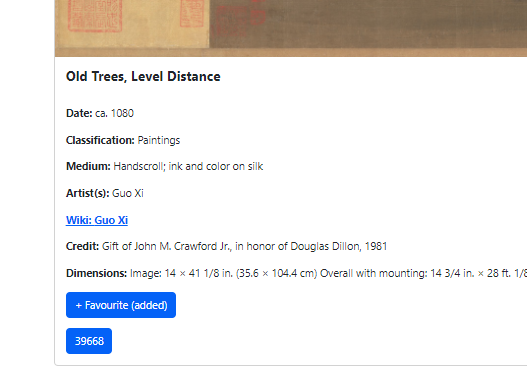 Old Trees, Level Distance
Date: ca. 1080
Classification: Paintings
Medium: Handscroll; ink and color on silk
Artist(s): Guo Xi
Wiki: Guo Xi
Credit: Gift of John M. Crawford Jr., in honor of Douglas Dillon, 1981
Dimensions: Image: 14 × 41 1/8 in. (35.6 × 104.4 cm) Overall with mounting: 14 3/4 in. × 28 ft. 1/8
+ Favourite (added)
39668